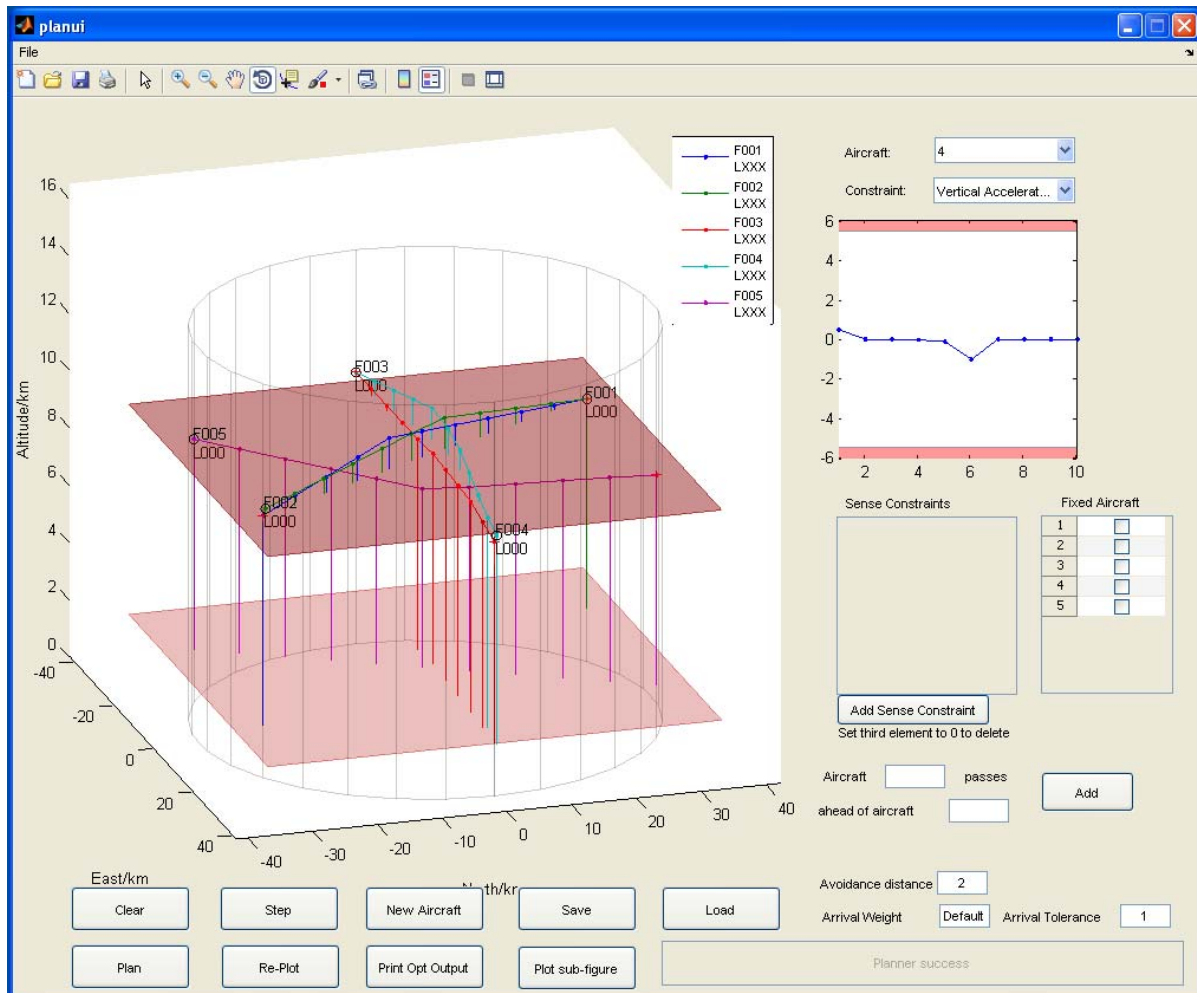 planui
File
F001
LXXX
F002
LXXX
F003
LXXX
F004
LXXX
F005
LXXX
Aircraft:
4
Constraint:
Vertical Accelerat...
16
14
12
10
8
6
4
2
0
Altitude/km
-40
-20
0
20
40
East/km
-40
-30
-20
-10
0
10
20
30
40
F003
L000
F001
L000
F005
L000
F002
L000
F004
L000
6
4
2
0
-2
-4
-6
2
4
6
8
10
Sense Constraints
Fixed Aircraft
1
2
3
4
5
Add Sense Constraint
Set third element to 0 to delete
Aircraft
passes
ahead of aircraft
Add
Avoidance distance
2
Arrival Weight
Default
Arrival Tolerance
1
Clear
Step
New Aircraft
Save
Load
Plan
Re-Plot
Print Opt Output
Plot sub-figure
Planner success